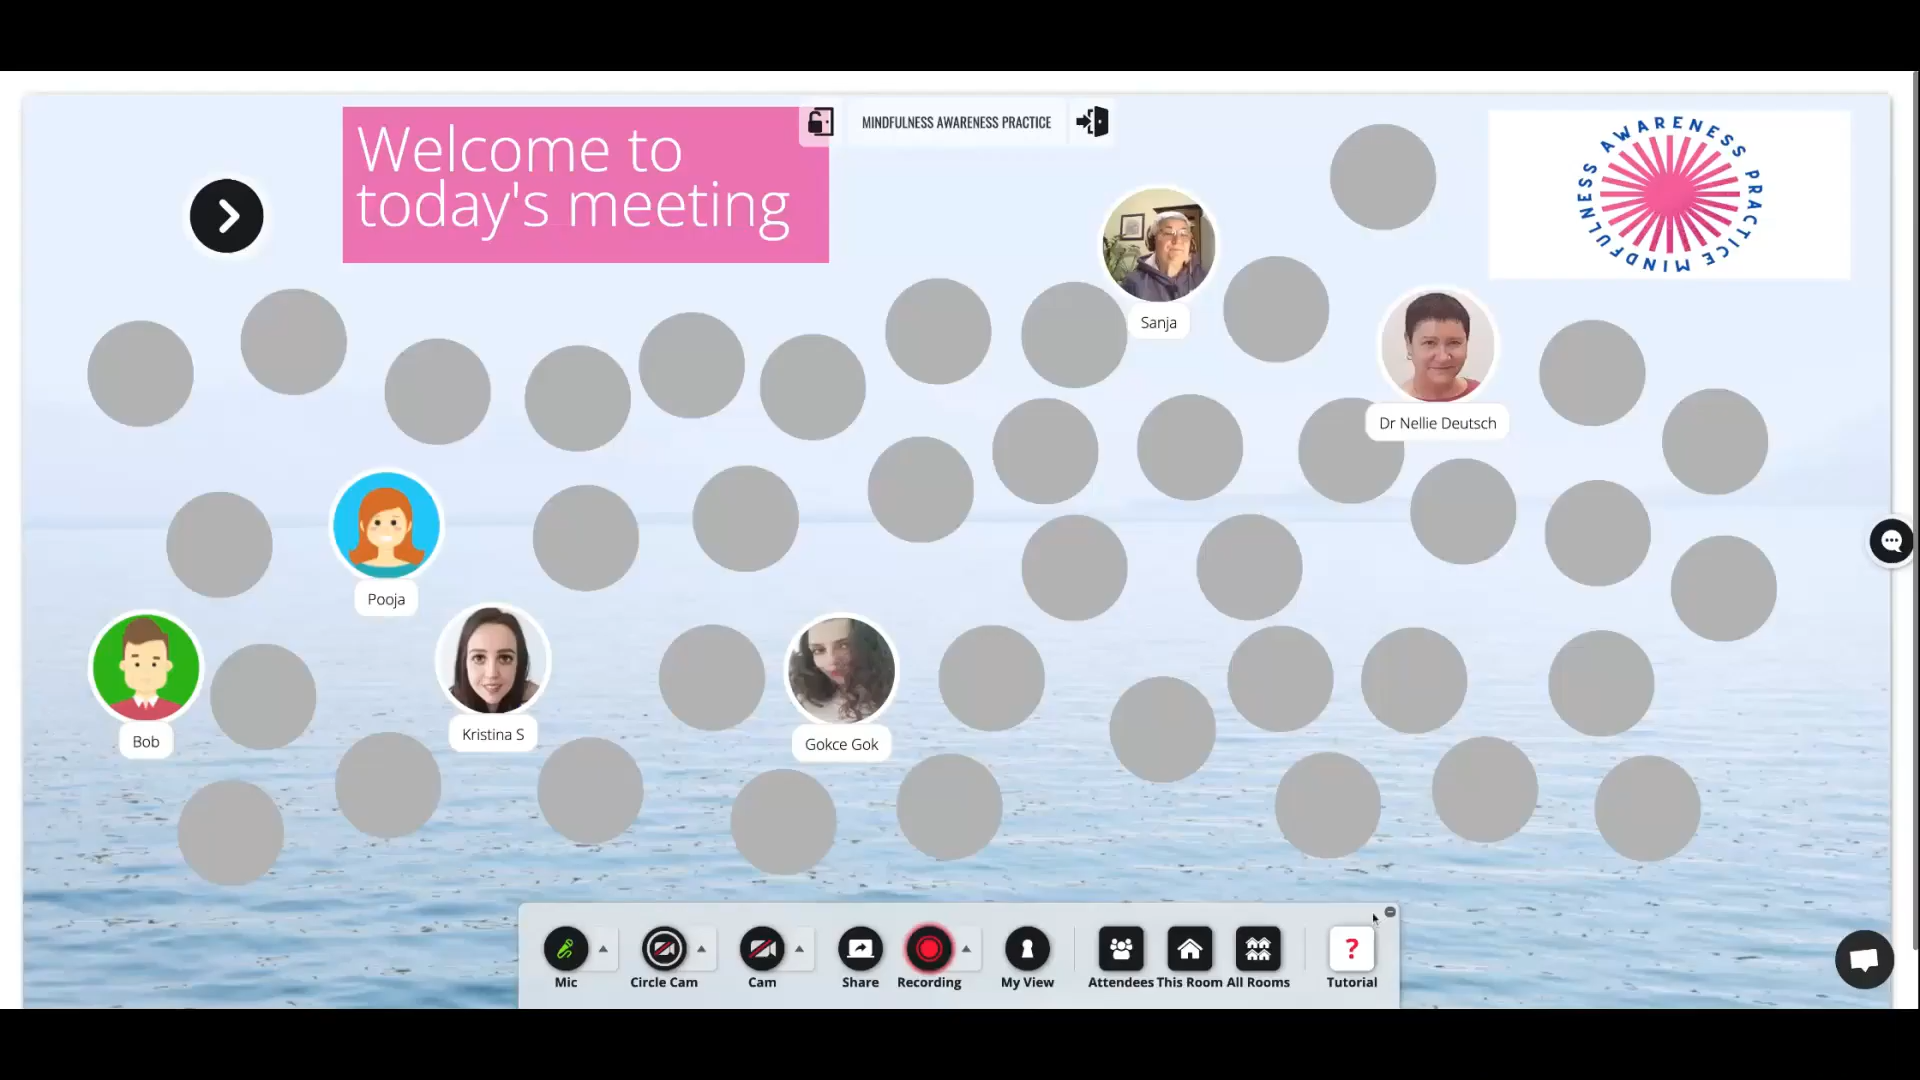 Welcome to
today's meeting
MINDFULNESS AWARENESS PRACTICE
MINDFULNESS AWARENESS PRACTICE
Sanja
Dr Nellie Deutsch
Pooja
Bob
Kristina S
Gokce Gok
Mic
Circle Cam
Cam
Share
Recording
My View
Attendees
This Room
All Rooms
?
Tutorial